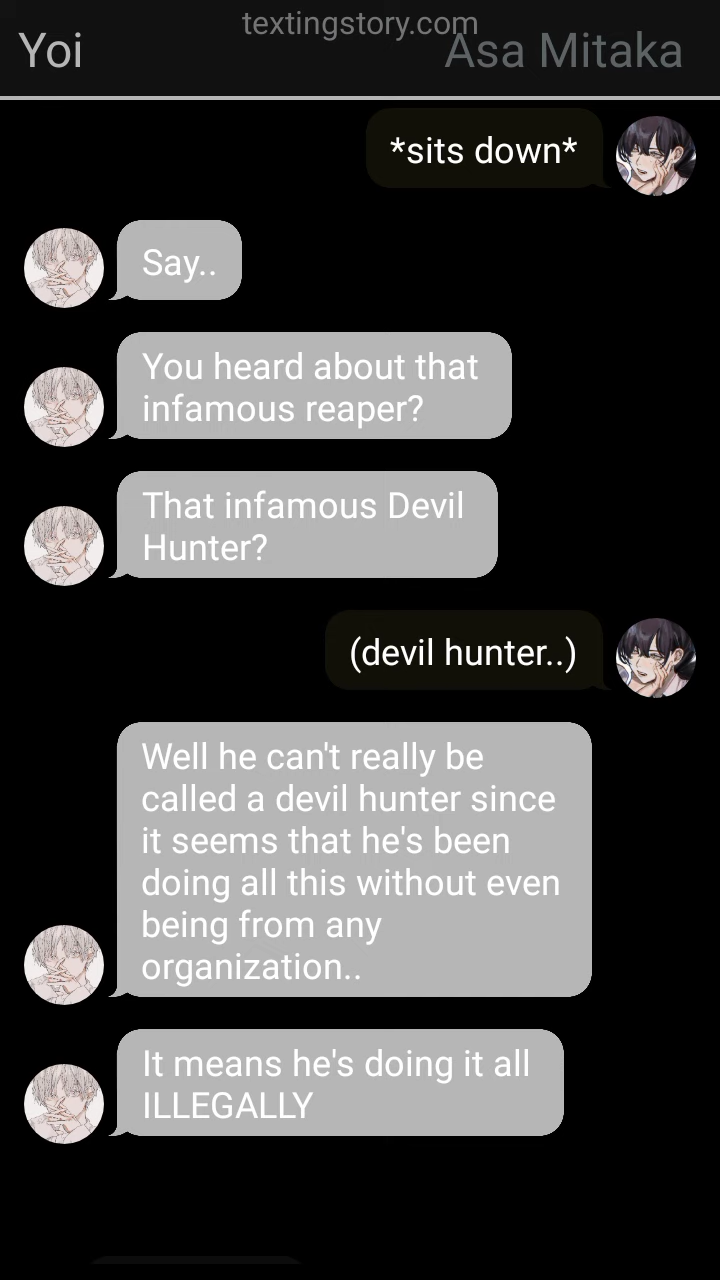 textingstory.com
Yoi
Asa Mitaka
*sits down*
Say..
You heard about that
infamous reaper?
That infamous Devil
Hunter?
(devil hunter..)
Well he can't really be
called a devil hunter since
it seems that he's been
doing all this without even
being from any
organization..
It means he's doing it all
ILLEGALLY